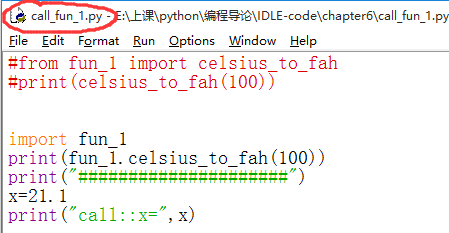 call_fun_1.py - E:\上课\python\编程导论\IDLE-code\chapter6\call_fun_1.py
File Edit Format Run Options Window Help
#from fun_1 import celsius_to_fah
#print(celsius_to_fah(100))
import fun_1
print(fun_1.celsius_to_fah(100))
print("#####################")
x=21.1
print("call::x=",x)